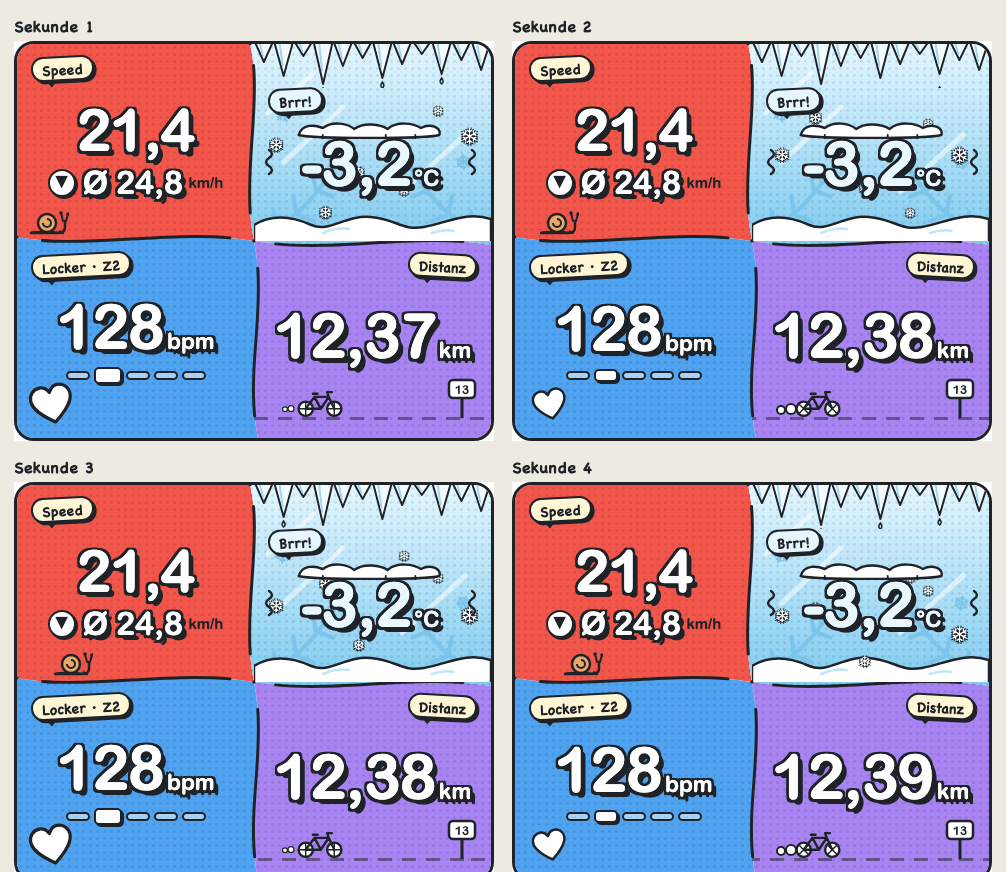 Sekunde 1
Speed
21,4
Ø 24,8 km/h
Brrr!
-3,2°C
Locker · Z2
128 bpm
Distanz
12,37 km
13
Sekunde 2
Speed
21,4
Ø 24,8 km/h
Brrr!
-3,2°C
Locker · Z2
128 bpm
Distanz
12,38 km
13
Sekunde 3
Speed
21,4
Ø 24,8 km/h
Brrr!
-3,2°C
Locker · Z2
128 bpm
Distanz
12,38 km
13
Sekunde 4
Speed
21,4
Ø 24,8 km/h
Brrr!
-3,2°C
Locker · Z2
128 bpm
Distanz
12,39 km
13